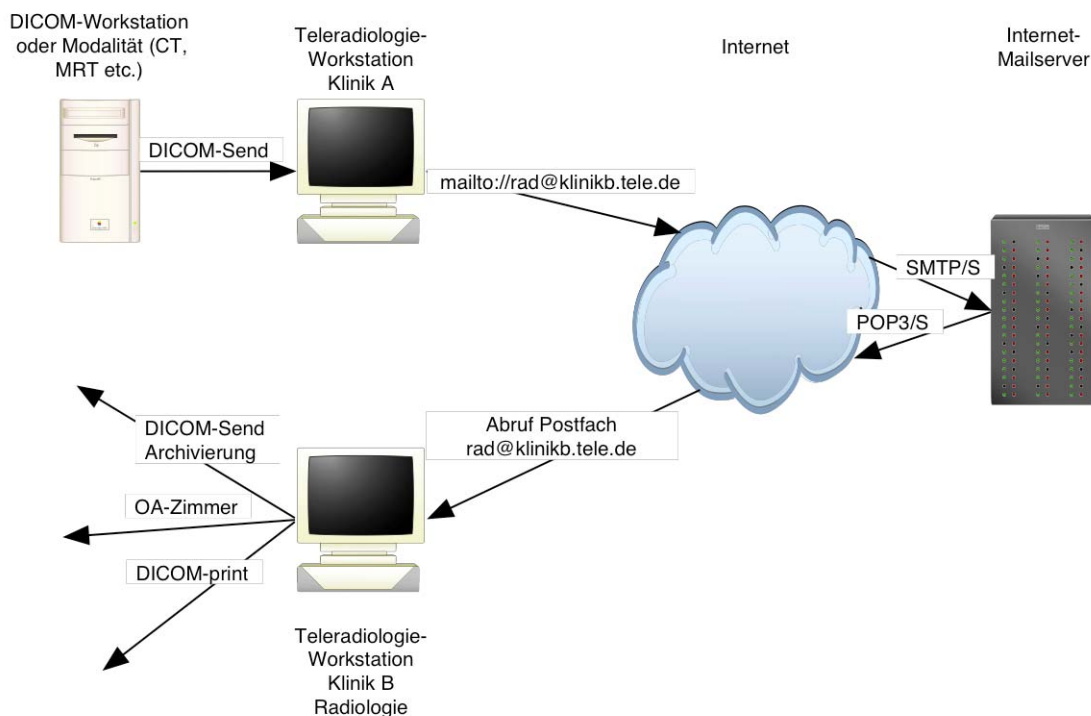 DICOM-Workstation
oder Modalität (CT,
MRT etc.)
Teleradiologie-
Workstation
Klinik A
Internet
Internet-
Mailserver
DICOM-Send
mailto://rad@klinikb.tele.de
SMTP/S
POP3/S
Abruf Postfach
rad@klinikb.tele.de
DICOM-Send
Archivierung
OA-Zimmer
DICOM-print
Teleradiologie-
Workstation
Klinik B
Radiologie